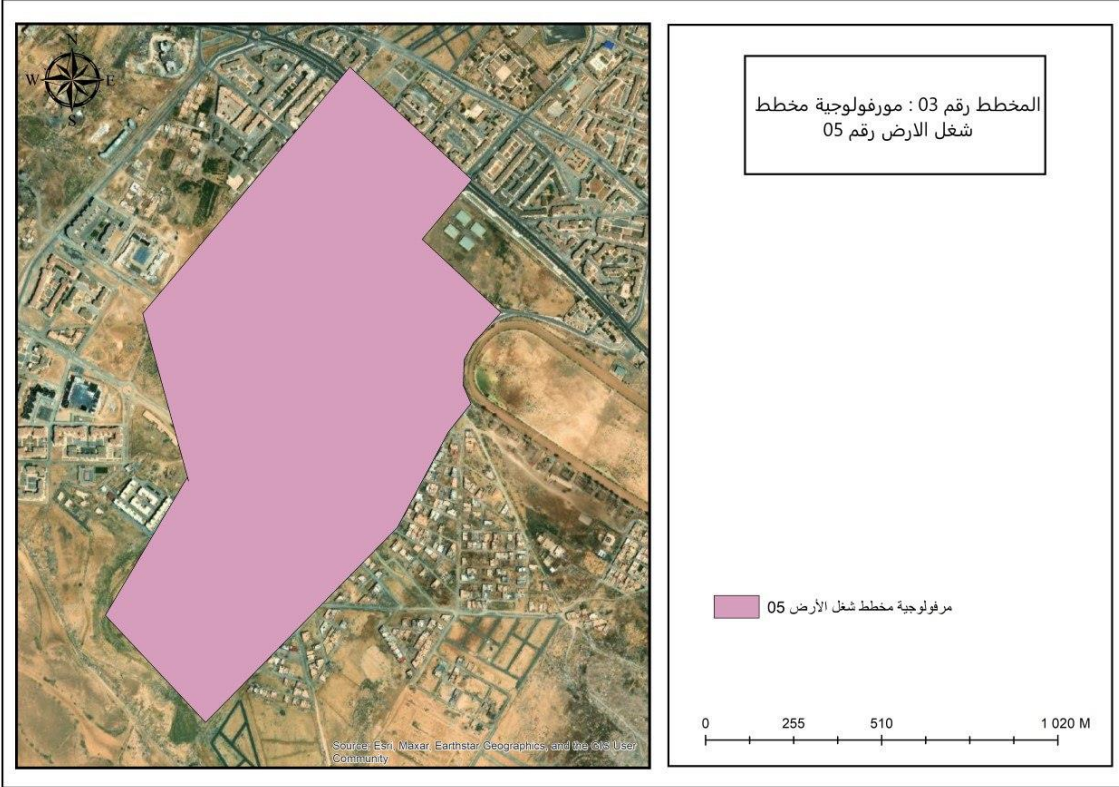 N
W E
S
المخطط رقم 03 : مورفولوجية مخطط
شغل الارض رقم 05
مرفولوجية مخطط شغل الأرض 05
0 255 510 1 020 M
Source: Esri, Maxar, Earthstar Geographics, and the GIS User
Community